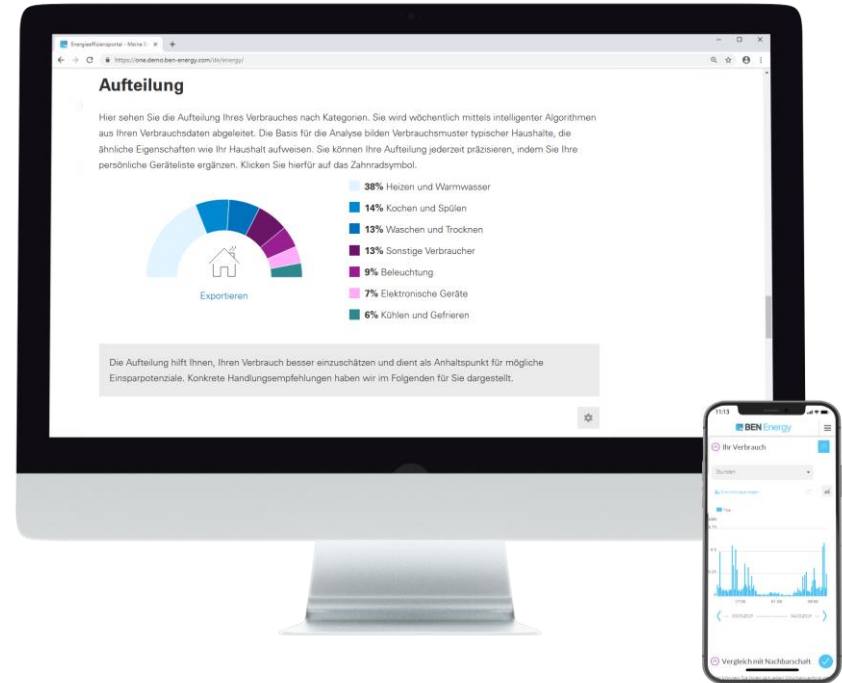 Energieeffizienzportal - Meine
https://one.demo.ben-energy.com/de/energy/
Aufteilung
Hier sehen Sie die Aufteilung Ihres Verbrauches nach Kategorien. Sie wird wöchentlich mittels intelligenter Algorithmen
aus Ihren Verbrauchsdaten abgeleitet. Die Basis für die Analyse bilden Verbrauchsmuster typischer Haushalte, die
ähnliche Eigenschaften wie Ihr Haushalt aufweisen. Sie können Ihre Aufteilung jederzeit präzisieren, indem Sie Ihre
persönliche Geräteliste ergänzen. Klicken Sie hierfür auf das Zahnradsymbol.
38% Heizen und Warmwasser
14% Kochen und Spülen
13% Waschen und Trocknen
13% Sonstige Verbraucher
9% Beleuchtung
7% Elektronische Geräte
6% Kühlen und Gefrieren
Exportieren
Die Aufteilung hilft Ihnen, Ihren Verbrauch besser einzuschätzen und dient als Anhaltspunkt für mögliche
Einsparpotenziale. Konkrete Handlungsempfehlungen haben wir im Folgenden für Sie dargestellt.
11:13
BEN Energy
Ihr Verbrauch
Stunden
Vergleich mit Nachbarschaft